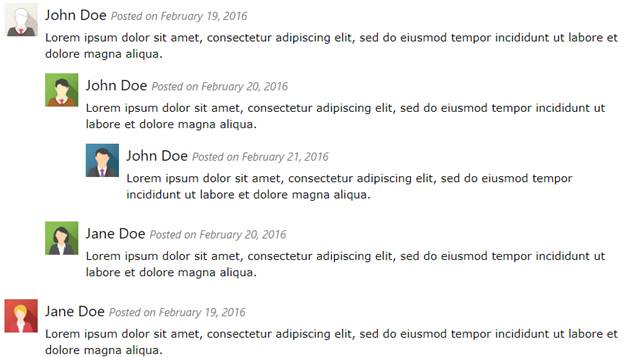 John Doe Posted on February 19, 2016
Lorem ipsum dolor sit amet, consectetur adipiscing elit, sed do eiusmod tempor incididunt ut labore et
dolore magna aliqua.
John Doe Posted on February 20, 2016
Lorem ipsum dolor sit amet, consectetur adipiscing elit, sed do eiusmod tempor incididunt ut
labore et dolore magna aliqua.
John Doe Posted on February 21, 2016
Lorem ipsum dolor sit amet, consectetur adipiscing elit, sed do eiusmod tempor
incididunt ut labore et dolore magna aliqua.
Jane Doe Posted on February 20, 2016
Lorem ipsum dolor sit amet, consectetur adipiscing elit, sed do eiusmod tempor incididunt ut
labore et dolore magna aliqua.
Jane Doe Posted on February 19, 2016
Lorem ipsum dolor sit amet, consectetur adipiscing elit, sed do eiusmod tempor incididunt ut labore et
dolore magna aliqua.